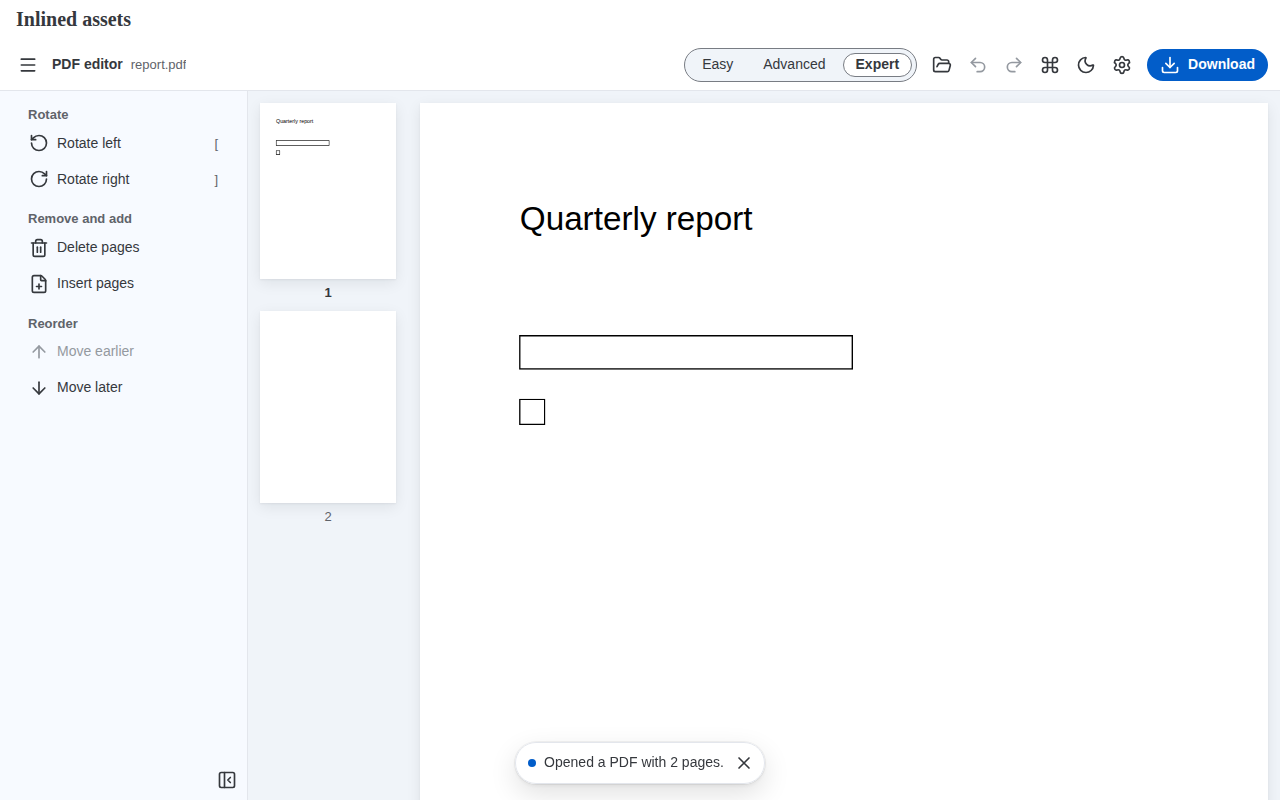 Inlined assets
PDF editor report.pdf
Easy Advanced Expert
Download
Rotate
Rotate left [
Rotate right ]
Remove and add
Delete pages
Insert pages
Reorder
Move earlier
Move later
Quarterly report
1
2
Quarterly report
Opened a PDF with 2 pages.